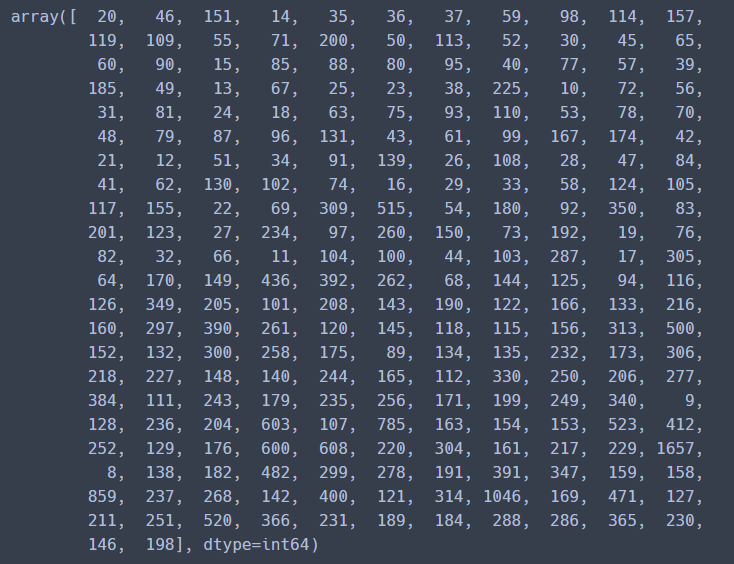 array([  20,   46,  151,   14,   35,   36,   37,   59,   98,  114,  157,
        119,  109,   55,   71,  200,   50,  113,   52,   30,   45,   65,
         60,   90,   15,   85,   88,   80,   95,   40,   77,   57,   39,
        185,   49,   13,   67,   25,   23,   38,  225,   10,   72,   56,
         31,   81,   24,   18,   63,   75,   93,  110,   53,   78,   70,
         48,   79,   87,   96,  131,   43,   61,   99,  167,  174,   42,
         21,   12,   51,   34,   91,  139,   26,  108,   28,   47,   84,
         41,   62,  130,  102,   74,   16,   29,   33,   58,  124,  105,
        117,  155,   22,   69,  309,  515,   54,  180,   92,  350,   83,
        201,  123,   27,  234,   97,  260,  150,   73,  192,   19,   76,
         82,   32,   66,   11,  104,  100,   44,  103,  287,   17,  305,
         64,  170,  149,  436,  392,  262,   68,  144,  125,   94,  116,
        126,  349,  205,  101,  208,  143,  190,  122,  166,  133,  216,
        160,  297,  390,  261,  120,  145,  118,  115,  156,  313,  500,
        152,  132,  300,  258,  175,   89,  134,  135,  232,  173,  306,
        218,  227,  148,  140,  244,  165,  112,  330,  250,  206,  277,
        384,  111,  243,  179,  235,  256,  171,  199,  249,  340,    9,
        128,  236,  204,  603,  107,  785,  163,  154,  153,  523,  412,
        252,  129,  176,  600,  608,  220,  304,  161,  217,  229, 1657,
          8,  138,  182,  482,  299,  278,  191,  391,  347,  159,  158,
        859,  237,  268,  142,  400,  121,  314, 1046,  169,  471,  127,
        211,  251,  520,  366,  231,  189,  184,  288,  286,  365,  230,
        146,  198], dtype=int64)